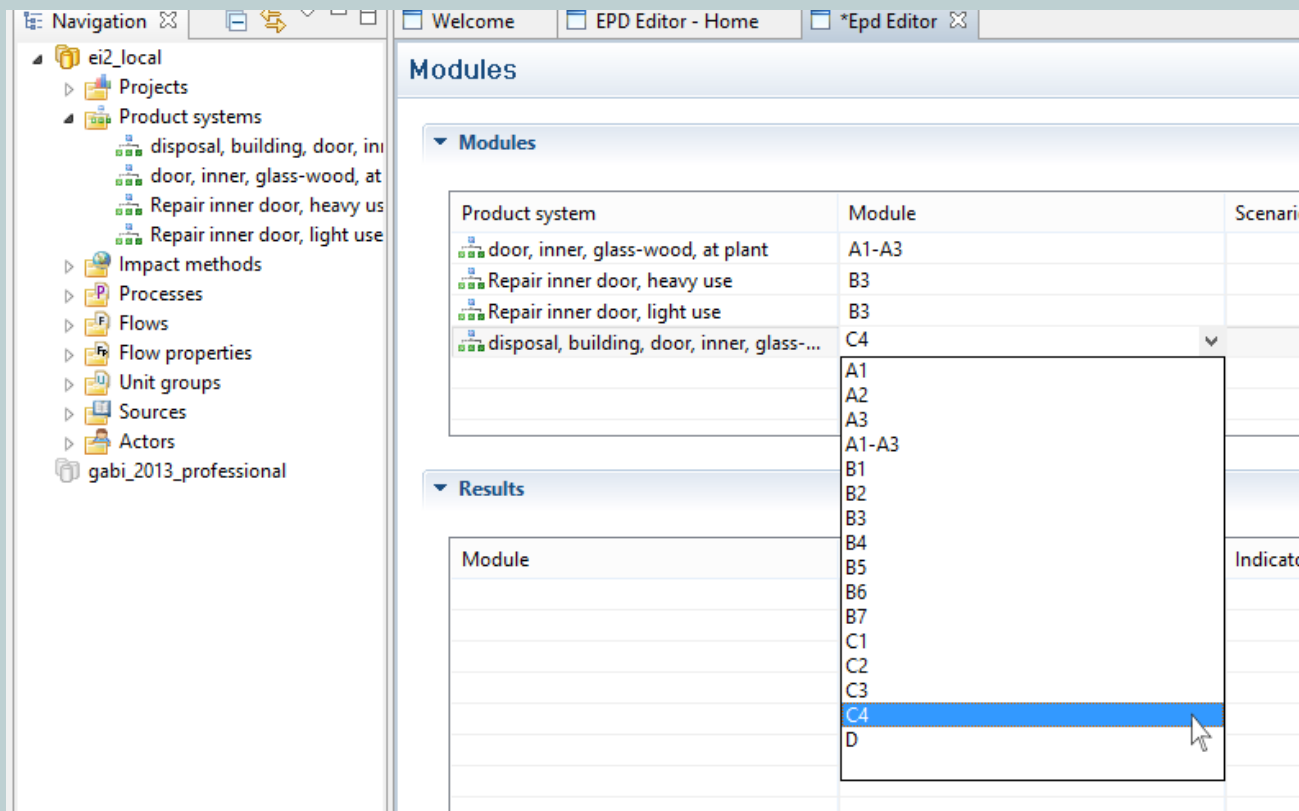 Navigation
Welcome
EPD Editor - Home
*Epd Editor
ei2_local
Projects
Product systems
disposal, building, door, inn
door, inner, glass-wood, at
Repair inner door, heavy us
Repair inner door, light use
Impact methods
Processes
Flows
Flow properties
Unit groups
Sources
Actors
gabi_2013_professional
Modules
Modules
Product system Module Scenari
door, inner, glass-wood, at plant A1-A3
Repair inner door, heavy use B3
Repair inner door, light use B3
disposal, building, door, inner, glass-... C4
A1
A2
A3
A1-A3
B1
B2
B3
B4
B5
B6
B7
C1
C2
C3
C4
D
Results
Module Indicato